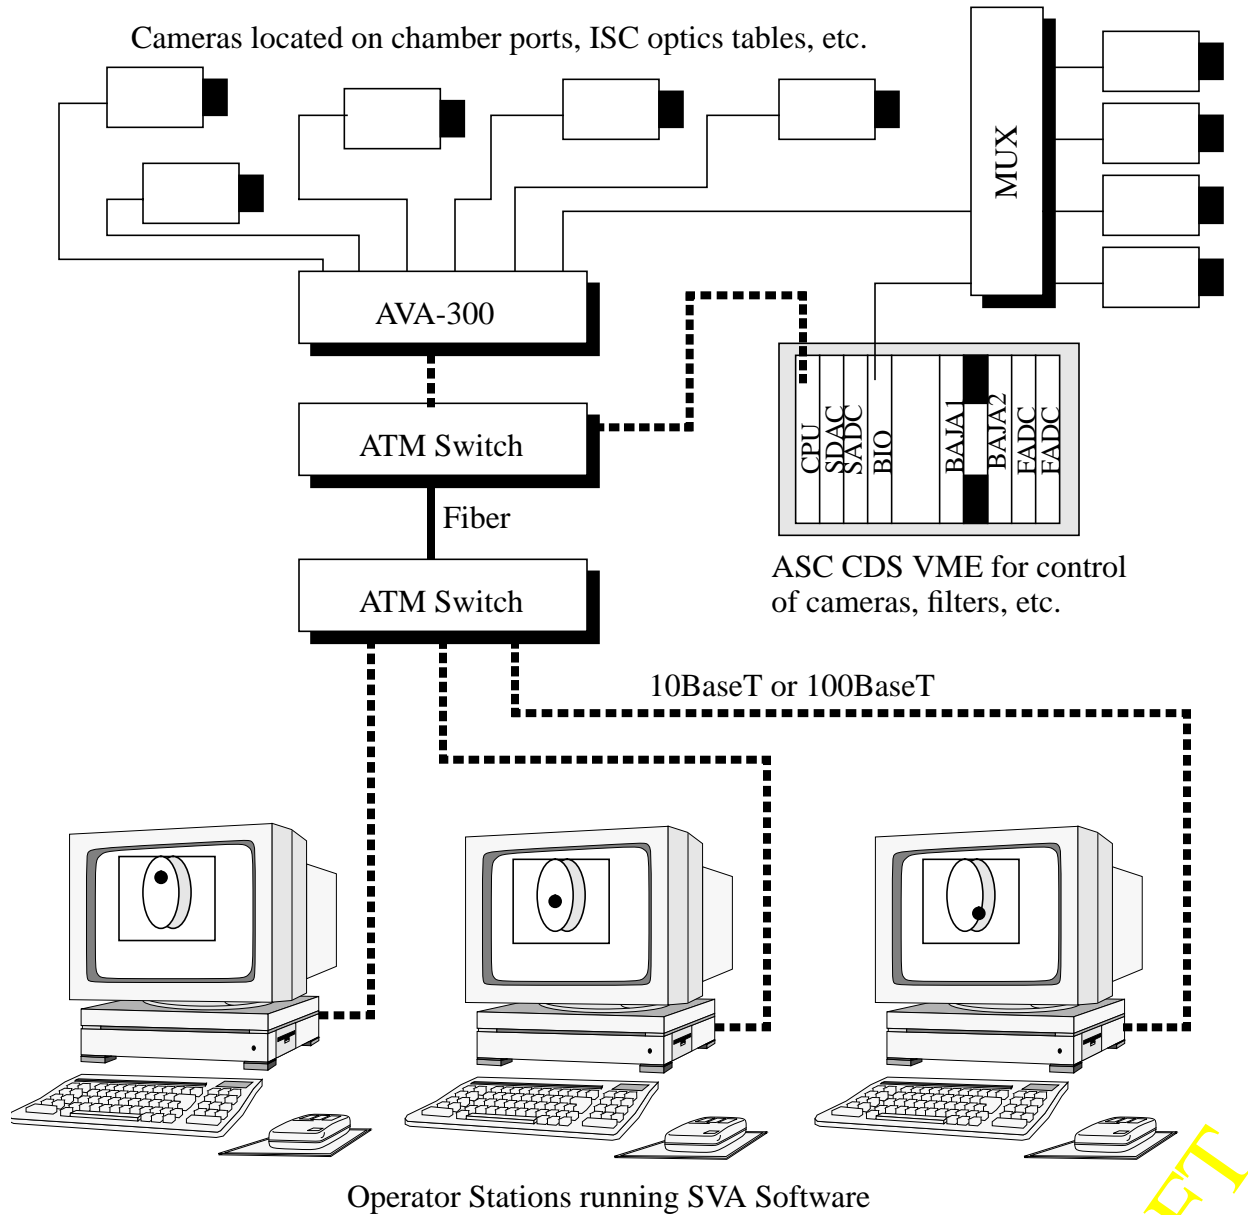 Cameras located on chamber ports, ISC optics tables, etc.
MUX
AVA-300
ATM Switch
Fiber
ATM Switch
CPU
SDAC
SADC
BIO
BAJA1
BAJA2
FADC
FADC
ASC CDS VME for control
of cameras, filters, etc.
10BaseT or 100BaseT
Operator Stations running SVA Software